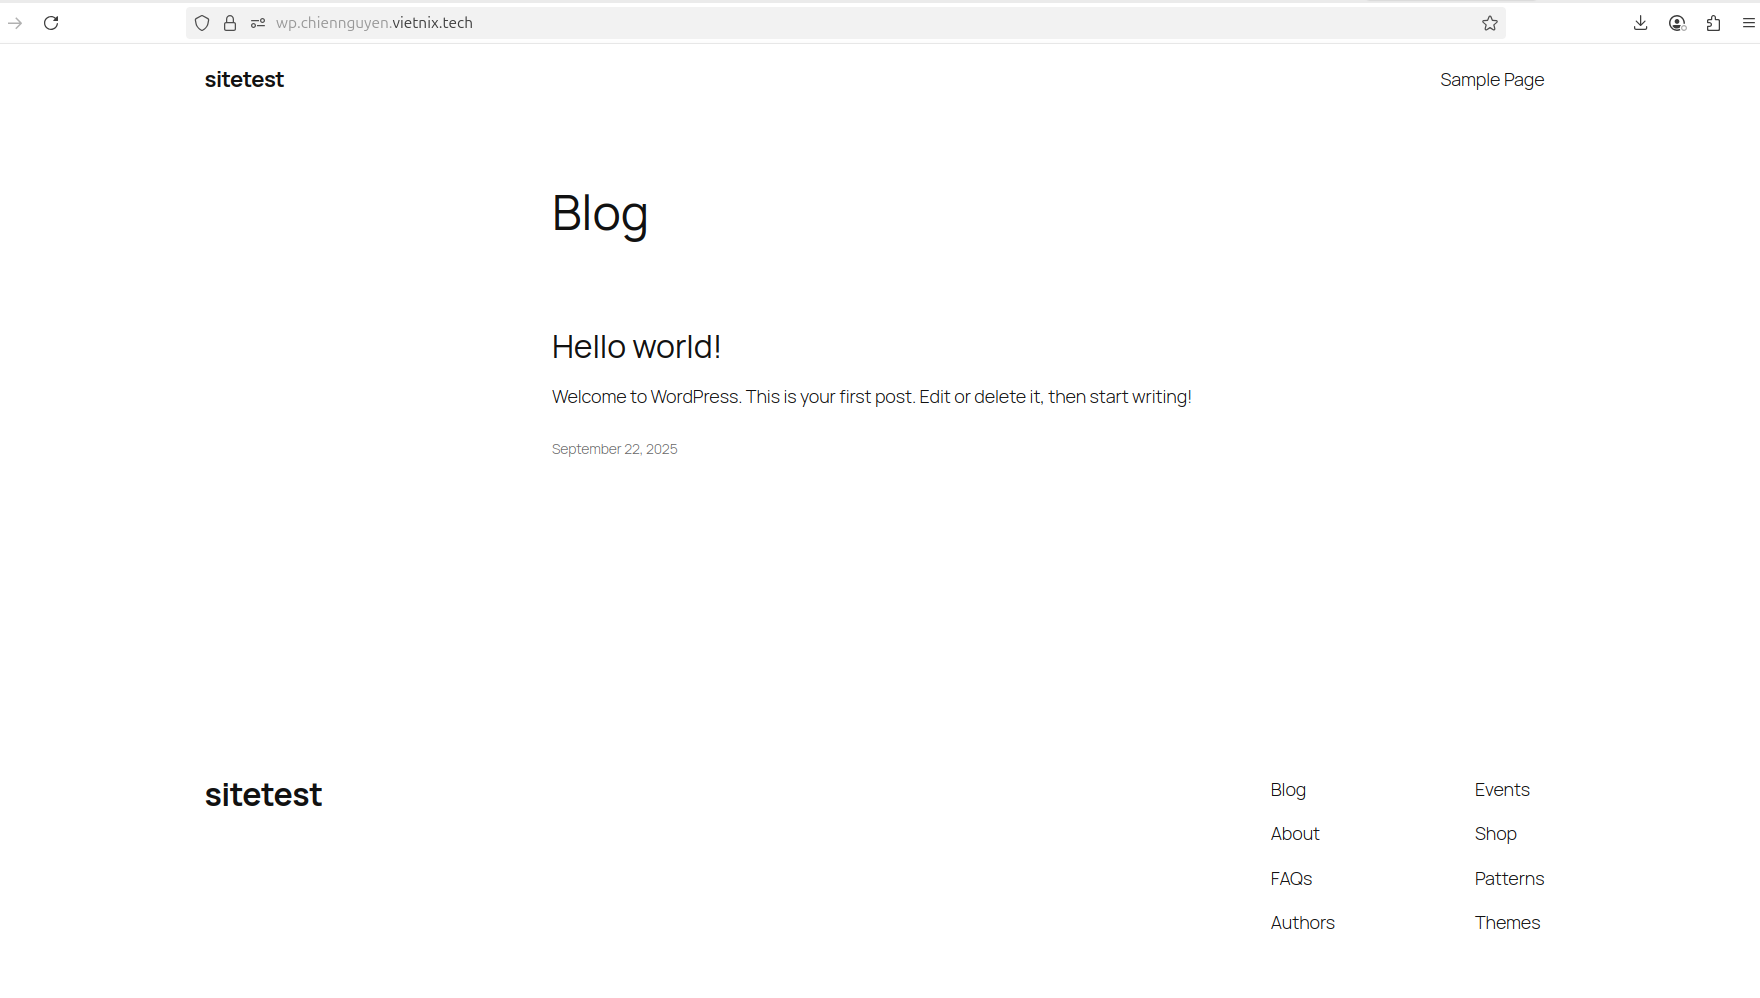 wp.chiennguyen.vietnix.tech
sitetest
Sample Page
Blog
Hello world!
Welcome to WordPress. This is your first post. Edit or delete it, then start writing!
September 22, 2025
sitetest
Blog
Events
About
Shop
FAQs
Patterns
Authors
Themes